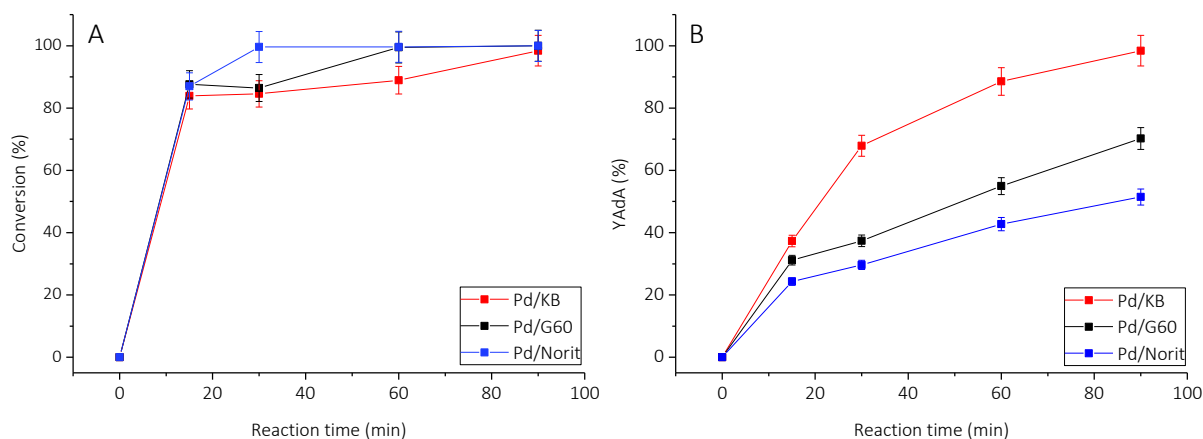 A
Conversion (%)
100
80
60
40
20
0
0 20 40 60 80 100
Reaction time (min)
Pd/KB
Pd/G60
Pd/Norit
B
YAdA (%)
100
80
60
40
20
0
0 20 40 60 80 100
Reaction time (min)
Pd/KB
Pd/G60
Pd/Norit